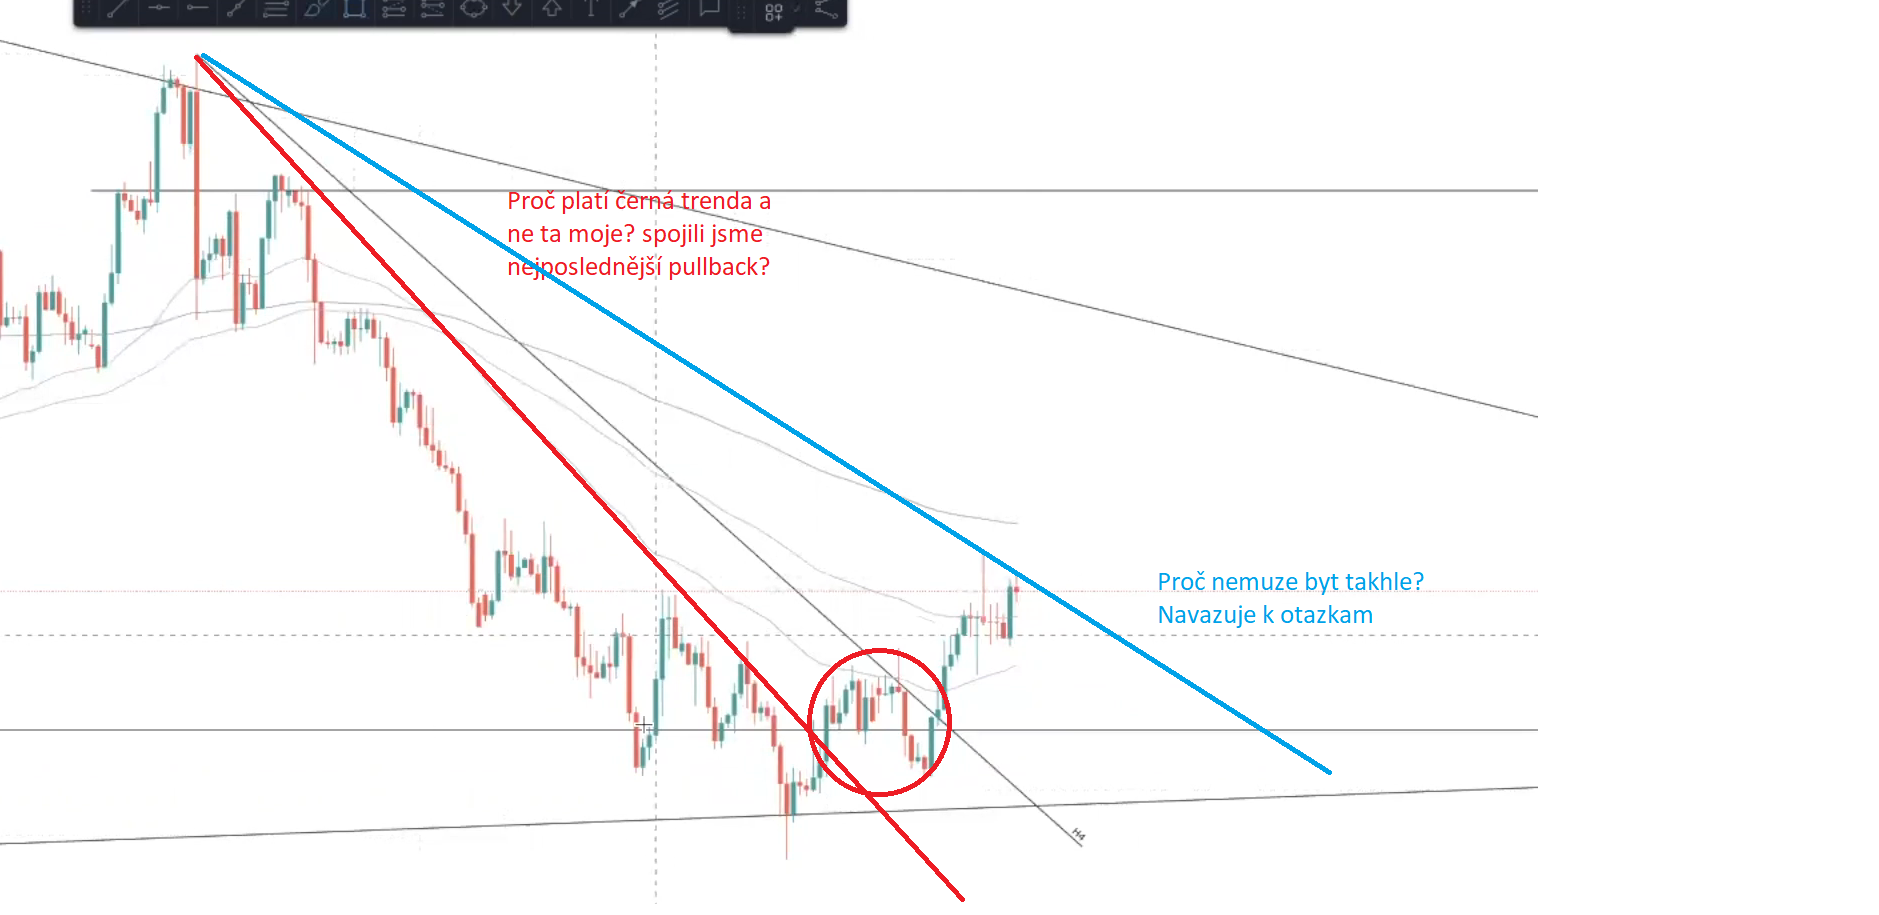 Proč platí černá trenda a
ne ta moje? spojili jsme
nejposlednější pullback?
Proč nemuze byt takhle?
Navazuje k otazkam
H4